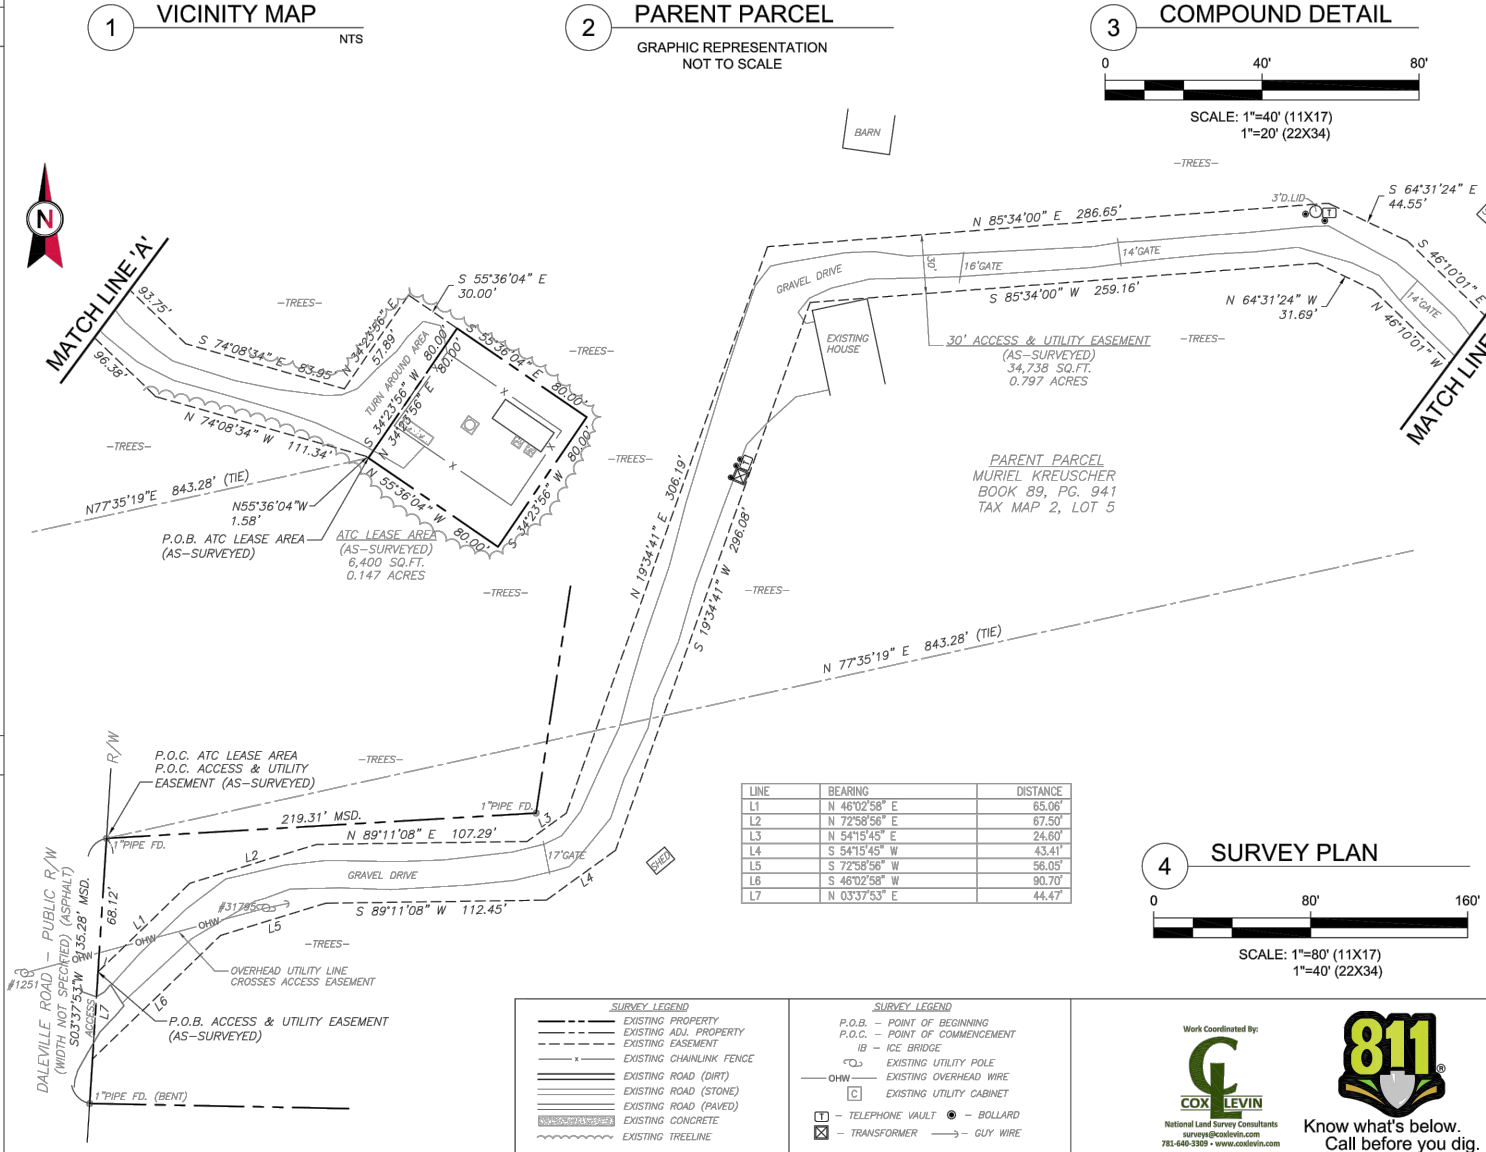 1 VICINITY MAP
NTS
2 PARENT PARCEL
GRAPHIC REPRESENTATION
NOT TO SCALE
3 COMPOUND DETAIL
0 40' 80'
SCALE: 1"=40' (11X17)
1"=20' (22X34)
BARN
-TREES-
N
MATCH LINE 'A'
93.75'
96.38'
-TREES-
S 55°36'04" E
30.00'
S 74°08'34" E 83.95'
N 34°23'56" E
57.89'
TURN AROUND AREA
S 34°23'56" W 80.00'
N 34°23'56" E 80.00'
S 55°36'04" E 80.00'
-TREES-
N 74°08'34" W 111.34'
-TREES-
N 55°36'04" W 80.00'
S 34°23'56" W 80.00'
-TREES-
N77°35'19"E 843.28' (TIE)
N55°36'04"W
1.58'
P.O.B. ATC LEASE AREA
(AS-SURVEYED)
ATC LEASE AREA
(AS-SURVEYED)
6,400 SQ.FT.
0.147 ACRES
-TREES-
N 85°34'00" E 286.65'
3'D.LID
T
S 64°31'24" E
44.55'
S 46°10'01" E
GRAVEL DRIVE
30'
16'GATE
14'GATE
S 85°34'00" W 259.16'
N 64°31'24" W
31.69'
14'GATE
N 46°10'01" W
MATCH LINE
EXISTING
HOUSE
30' ACCESS & UTILITY EASEMENT
(AS-SURVEYED)
34,738 SQ.FT.
0.797 ACRES
-TREES-
T
N 19°34'41" E 306.19'
S 19°34'41" W 296.08'
-TREES-
PARENT PARCEL
MURIEL KREUSCHER
BOOK 89, PG. 941
TAX MAP 2, LOT 5
N 77°35'19" E 843.28' (TIE)
R/W
P.O.C. ATC LEASE AREA
P.O.C. ACCESS & UTILITY
EASEMENT (AS-SURVEYED)
-TREES-
1"PIPE FD.
219.31' MSD.
1"PIPE FD.
N 89°11'08" E 107.29'
L3
L2
17'GATE
GRAVEL DRIVE
L4
SHED
S 89°11'08" W 112.45'
#31795
L1
OHW
OHW
OHW
L5
-TREES-
68.12'
S03°37'53"W 135.28' MSD.
DALEVILLE ROAD - PUBLIC R/W
(WIDTH NOT SPECIFIED) (ASPHALT)
#1251
OVERHEAD UTILITY LINE
CROSSES ACCESS EASEMENT
L6
L7
ACCESS
P.O.B. ACCESS & UTILITY EASEMENT
(AS-SURVEYED)
1"PIPE FD. (BENT)
LINE BEARING DISTANCE
L1 N 46°02'58" E 65.06'
L2 N 72°58'56" E 67.50'
L3 N 54°15'45" E 24.60'
L4 S 54°15'45" W 43.41'
L5 S 72°58'56" W 56.05'
L6 S 46°02'58" W 90.70'
L7 N 03°37'53" E 44.47'
4 SURVEY PLAN
0 80' 160'
SCALE: 1"=80' (11X17)
1"=40' (22X34)
SURVEY LEGEND
EXISTING PROPERTY
EXISTING ADJ. PROPERTY
EXISTING EASEMENT
x EXISTING CHAINLINK FENCE
EXISTING ROAD (DIRT)
EXISTING ROAD (STONE)
EXISTING ROAD (PAVED)
EXISTING CONCRETE
EXISTING TREELINE
SURVEY LEGEND
P.O.B. - POINT OF BEGINNING
P.O.C. - POINT OF COMMENCEMENT
IB - ICE BRIDGE
EXISTING UTILITY POLE
OHW EXISTING OVERHEAD WIRE
C EXISTING UTILITY CABINET
T - TELEPHONE VAULT - BOLLARD
- TRANSFORMER - GUY WIRE
Work Coordinated By:
CL
COX LEVIN
National Land Survey Consultants
surveys@coxlevin.com
781-640-3309 • www.coxlevin.com
811®
Know what's below.
Call before you dig.